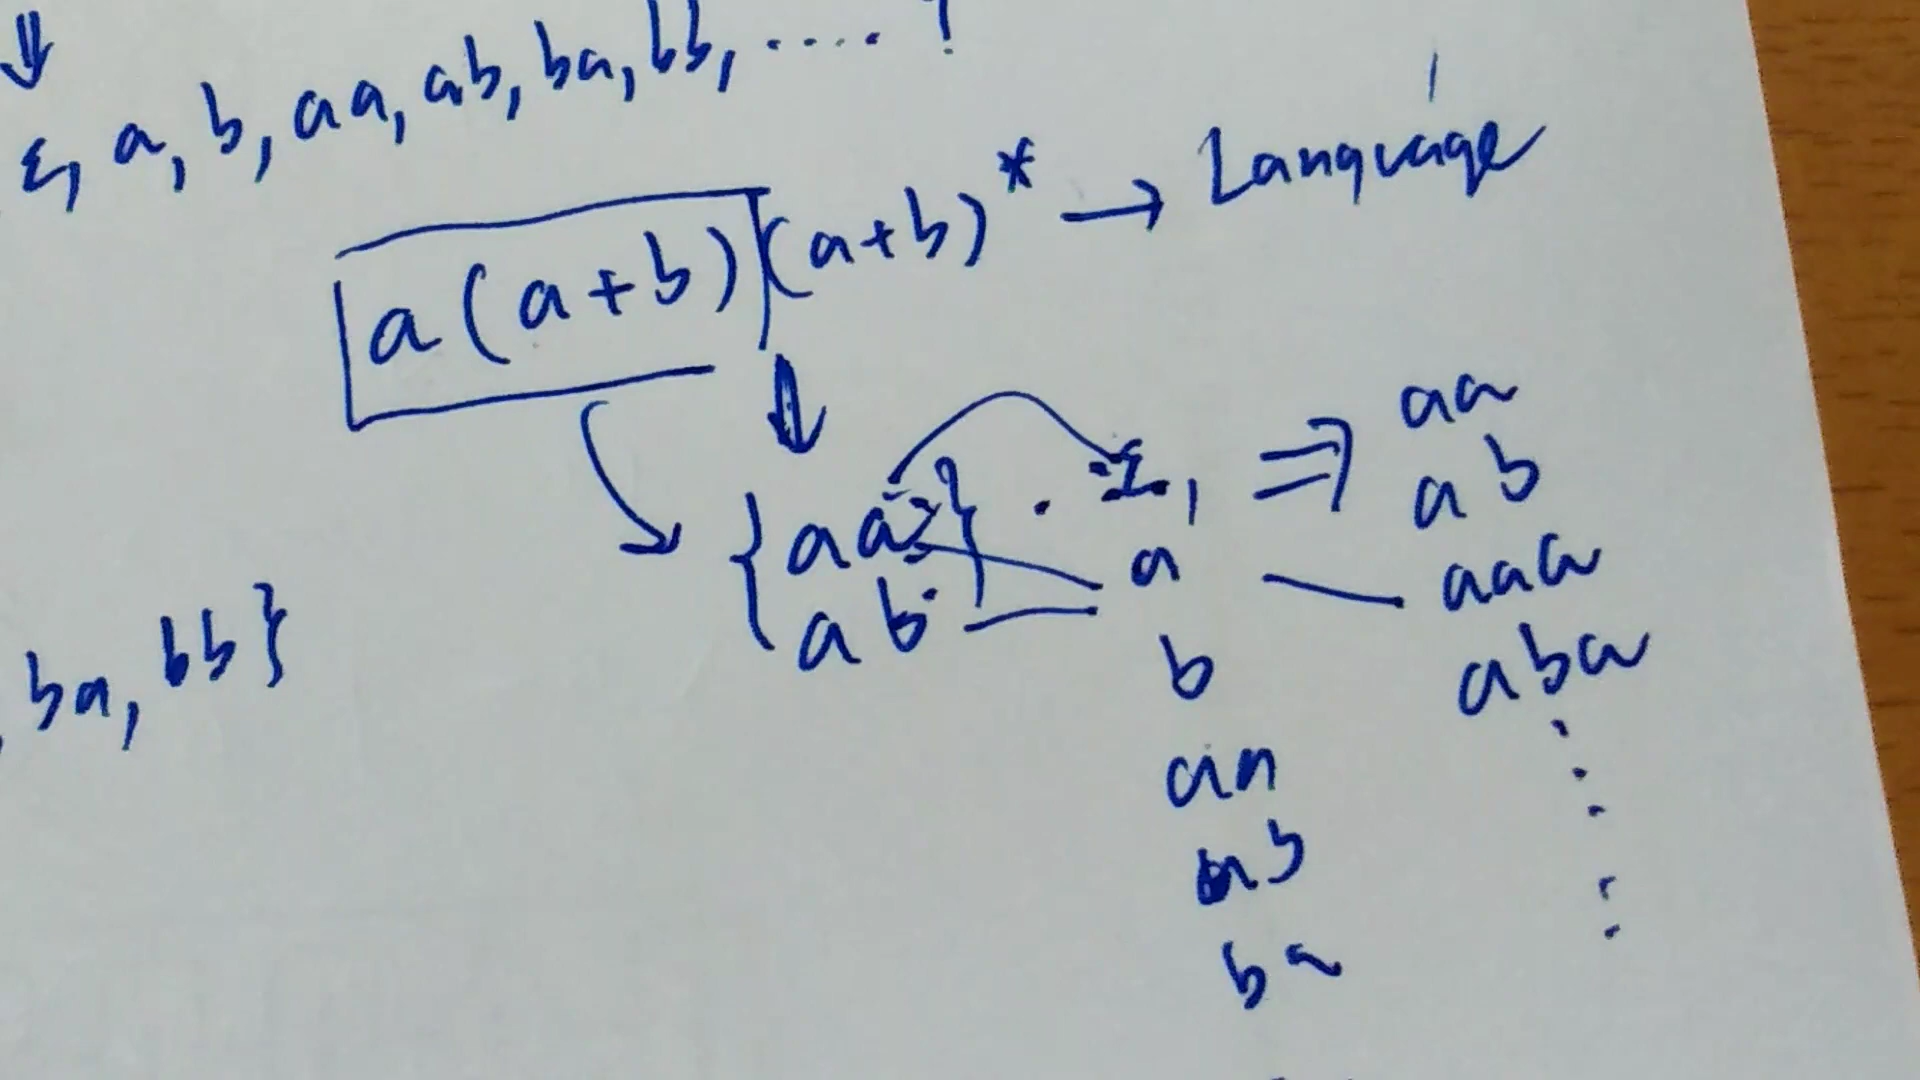 ε, a, b, aa, ab, ba, bb, .....
a(a+b)(a+b)* → Language
{aa} . ε, ⇒ aa
ab
ab a aaa
aba
b
ba, bb}
aa
ab
ba